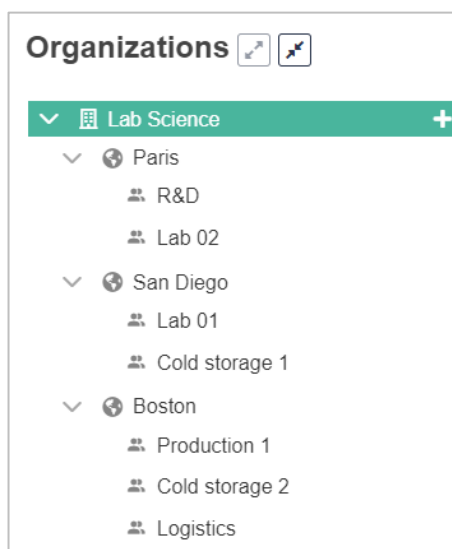 Organizations
Lab Science
Paris
R&D
Lab 02
San Diego
Lab 01
Cold storage 1
Boston
Production 1
Cold storage 2
Logistics